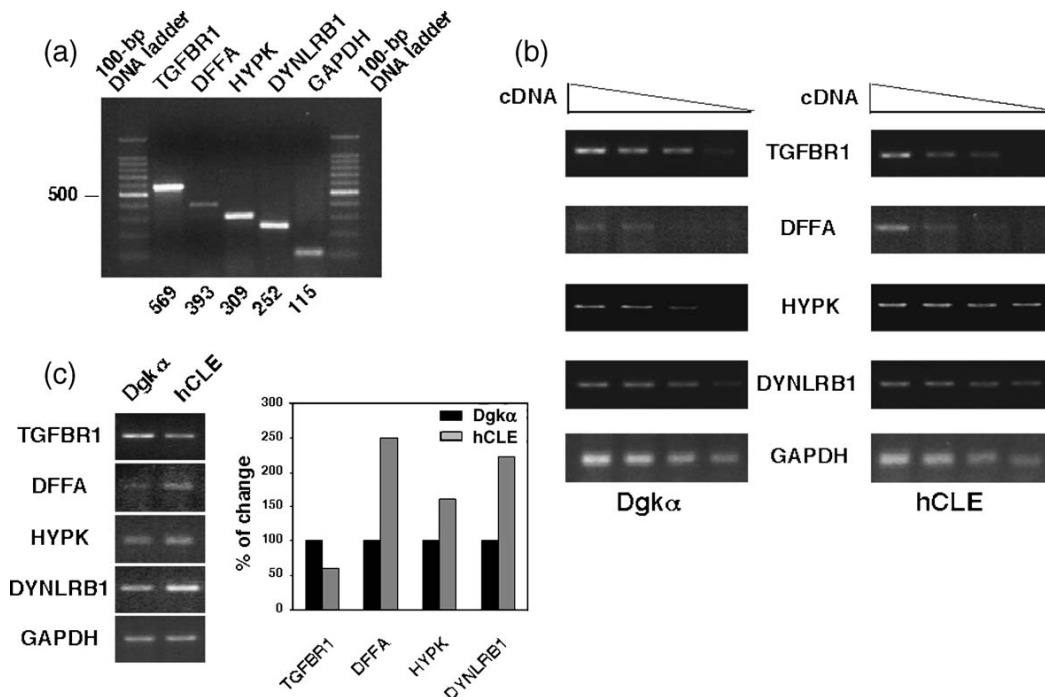 (a)
100-bp
DNA ladder
TGFBR1
DFFA
HYPK
DYNLRB1
GAPDH
100-bp
DNA ladder
500
569
393
309
252
115
(b)
cDNA
cDNA
TGFBR1
DFFA
HYPK
DYNLRB1
GAPDH
Dgkα
hCLE
(c)
Dgkα
hCLE
TGFBR1
DFFA
HYPK
DYNLRB1
GAPDH
% of change
300
250
200
150
100
50
0
Dgkα
hCLE
TGFBR1
DFFA
HYPK
DYNLRB1